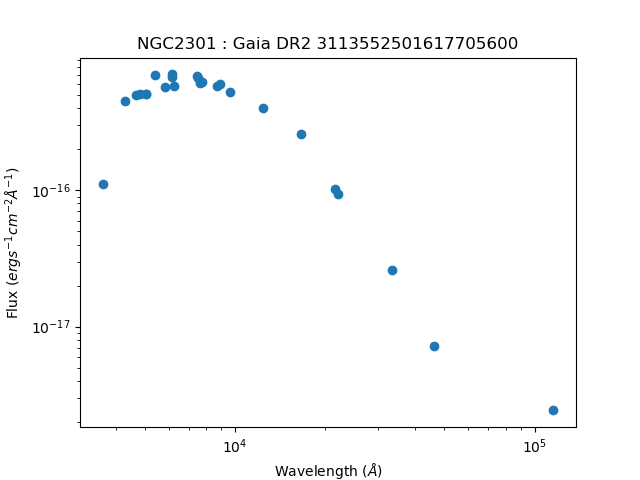 NGC2301 : Gaia DR2 3113552501617705600
Flux (ergs⁻¹cm⁻²Å⁻¹)
10⁻¹⁶
10⁻¹⁷
10⁴
10⁵
Wavelength (Å)